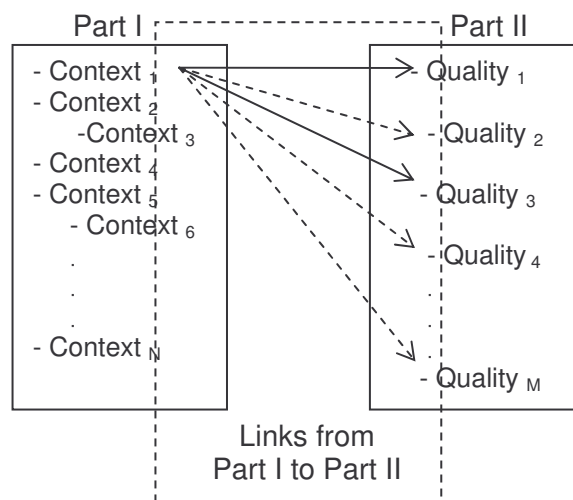 Part I
Part II
- Context 1
- Context 2
-Context 3
- Context 4
- Context 5
- Context 6
.
.
.
- Context N
- Quality 1
- Quality 2
- Quality 3
- Quality 4
.
.
.
- Quality M
Links from
Part I to Part II